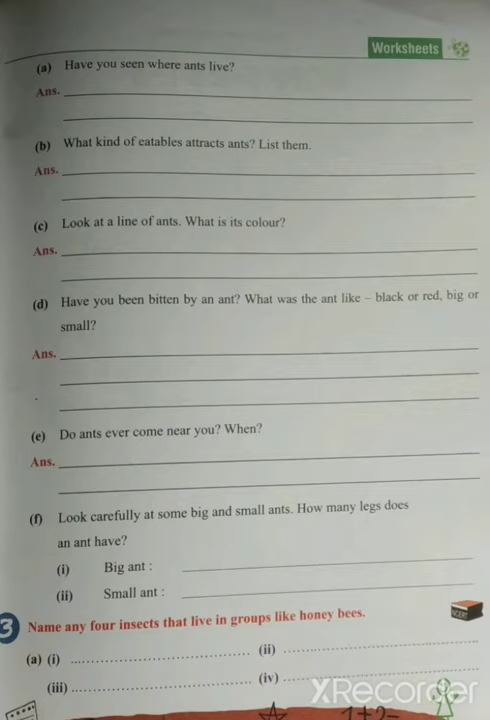 Worksheets
(a) Have you seen where ants live?
Ans.
(b) What kind of eatables attracts ants? List them.
Ans.
(c) Look at a line of ants. What is its colour?
Ans.
(d) Have you been bitten by an ant? What was the ant like – black or red, big or
small?
Ans.
(e) Do ants ever come near you? When?
Ans.
(f) Look carefully at some big and small ants. How many legs does
an ant have?
(i) Big ant :
(ii) Small ant :
3 Name any four insects that live in groups like honey bees.
NCERT
(a) (i) (ii)
(iii) (iv)
XRecorder
1+2=